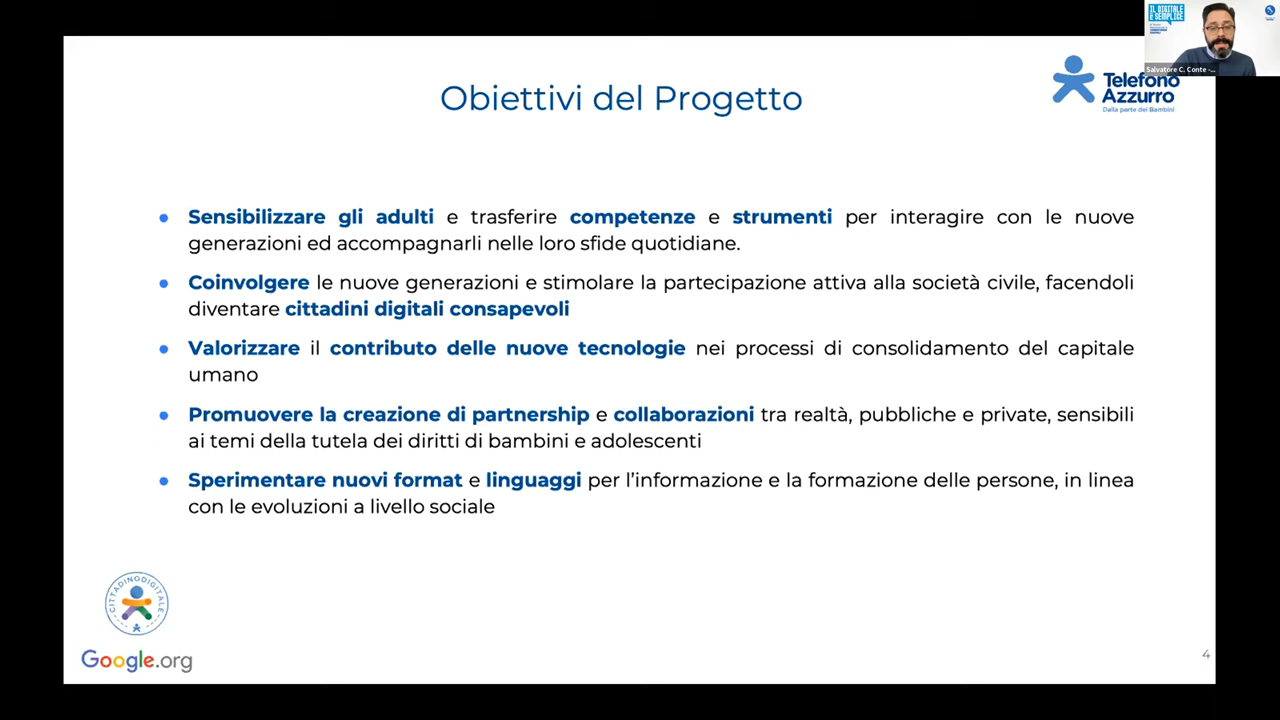 IL DIGITALE
È SEMPLICE
Salvatore C. Conte -...
Telefono
Azzurro
Dalla parte dei Bambini
Obiettivi del Progetto
● Sensibilizzare gli adulti e trasferire competenze e strumenti per interagire con le nuove
generazioni ed accompagnarli nelle loro sfide quotidiane.
● Coinvolgere le nuove generazioni e stimolare la partecipazione attiva alla società civile, facendoli
diventare cittadini digitali consapevoli
● Valorizzare il contributo delle nuove tecnologie nei processi di consolidamento del capitale
umano
● Promuovere la creazione di partnership e collaborazioni tra realtà, pubbliche e private, sensibili
ai temi della tutela dei diritti di bambini e adolescenti
● Sperimentare nuovi format e linguaggi per l’informazione e la formazione delle persone, in linea
con le evoluzioni a livello sociale
CITTADINODIGITALE
Google.org
4